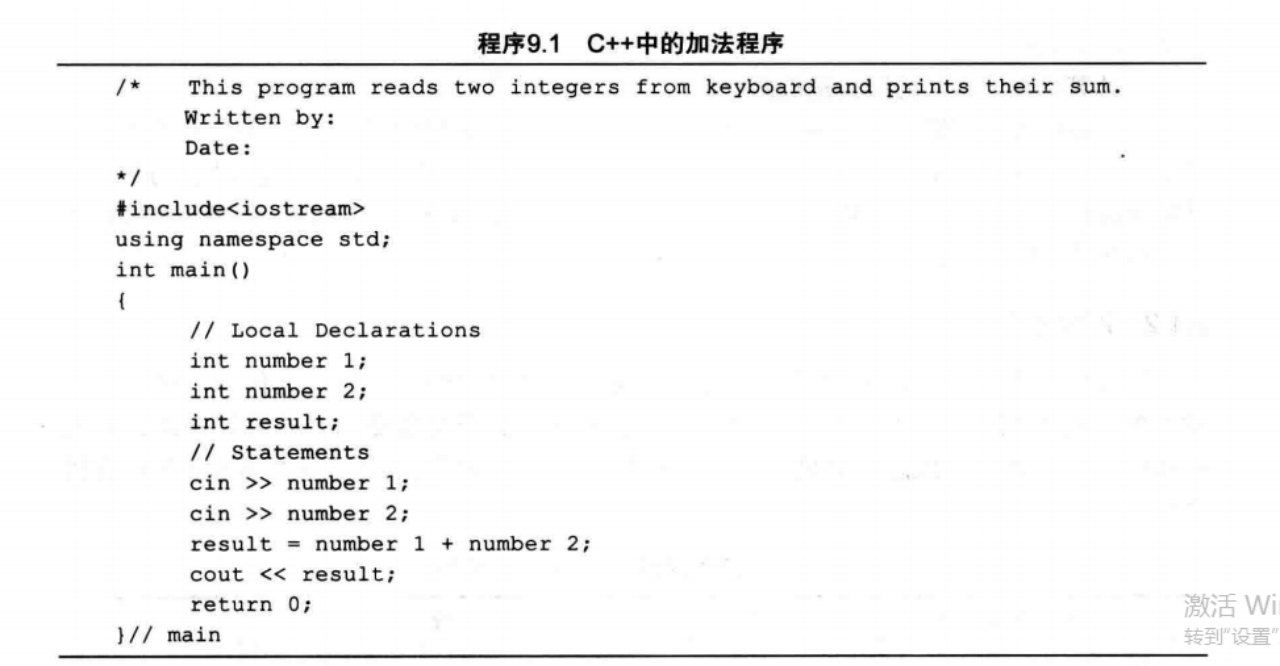 程序9.1 C++中的加法程序
/* This program reads two integers from keyboard and prints their sum.
Written by:
Date:
*/
#include<iostream>
using namespace std;
int main()
{
// Local Declarations
int number 1;
int number 2;
int result;
// Statements
cin >> number 1;
cin >> number 2;
result = number 1 + number 2;
cout << result;
return 0;
}// main
激活 Wi
转到"设置"